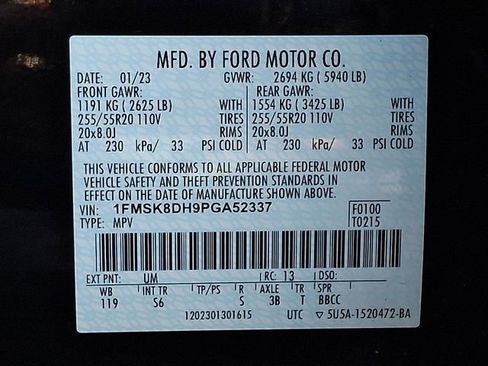 MFD. BY FORD MOTOR CO.
DATE: 01/23 GVWR: 2694 KG ( 5940 LB)
FRONT GAWR: REAR GAWR:
1191 KG ( 2625 LB) WITH 1554 KG ( 3425 LB) WITH
255/55R20 110V TIRES 255/55R20 110V TIRES
20x8.0J RIMS 20x8.0J RIMS
AT 230 kPa/ 33 PSI COLD AT 230 kPa/ 33 PSI COLD
THIS VEHICLE CONFORMS TO ALL APPLICABLE FEDERAL MOTOR
VEHICLE SAFETY AND THEFT PREVENTION STANDARDS IN
EFFECT ON THE DATE OF MANUFACTURE SHOWN ABOVE.
VIN: 1FMSK8DH9PGA52337 F0100
TYPE: MPV T0215
EXT PNT: UM RC: 13 DSO:
WB INT TR TP/PS R AXLE TR SPR
119 S6 S 3B T BBCC
1202301301615 UTC ▽ 5U5A-1520472-BA